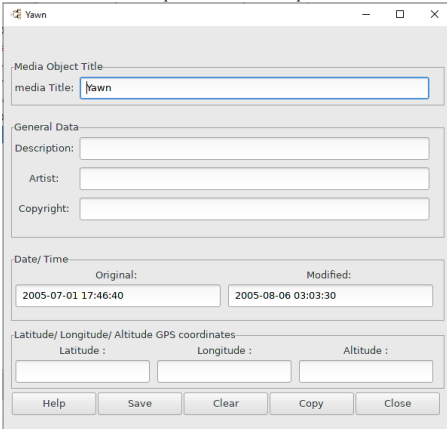 Yawn
Media Object Title
media Title: Yawn
General Data
Description:
Artist:
Copyright:
Date/ Time
Original: Modified:
2005-07-01 17:46:40 2005-08-06 03:03:30
Latitude/ Longitude/ Altitude GPS coordinates
Latitude : Longitude : Altitude :
Help Save Clear Copy Close